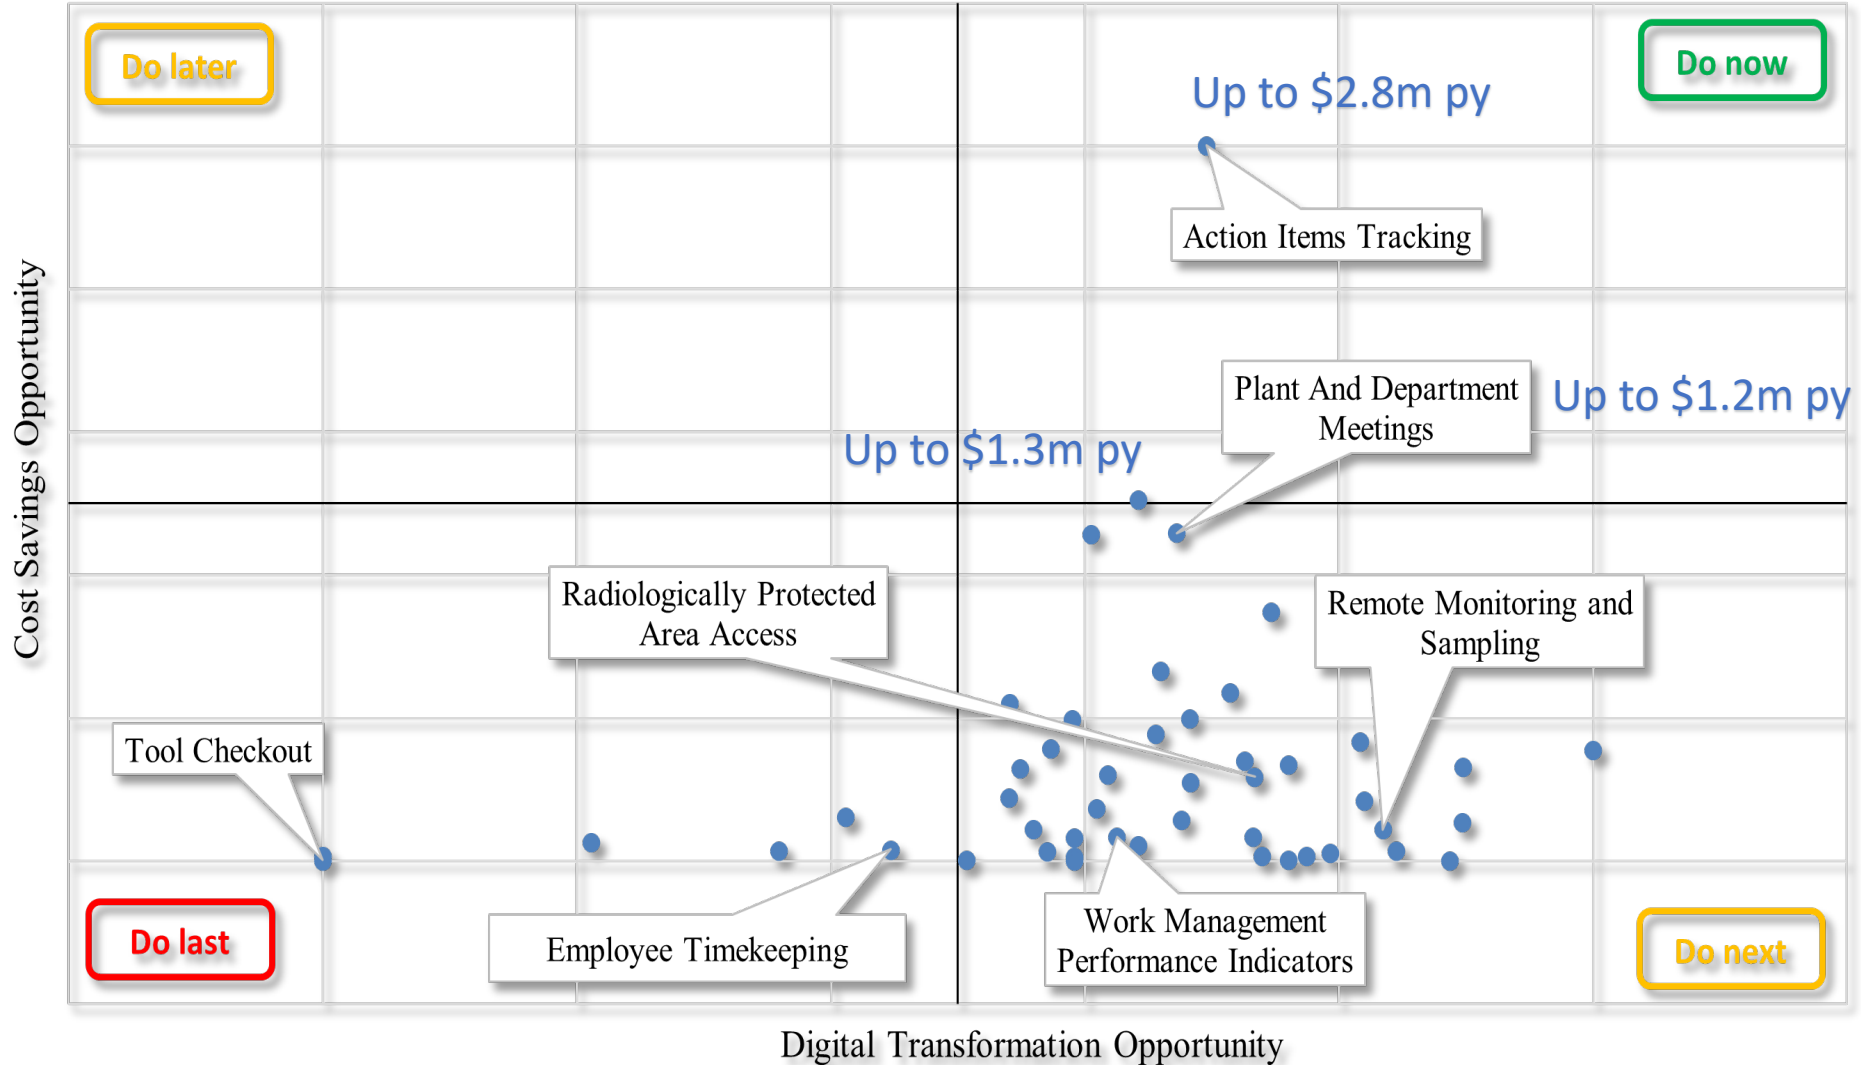 Do later
Do now
Up to $2.8m py
Action Items Tracking
Plant And Department
Meetings
Up to $1.2m py
Up to $1.3m py
Cost Savings Opportunity
Radiologically Protected
Area Access
Remote Monitoring and
Sampling
Tool Checkout
Work Management
Performance Indicators
Employee Timekeeping
Do last
Do next
Digital Transformation Opportunity